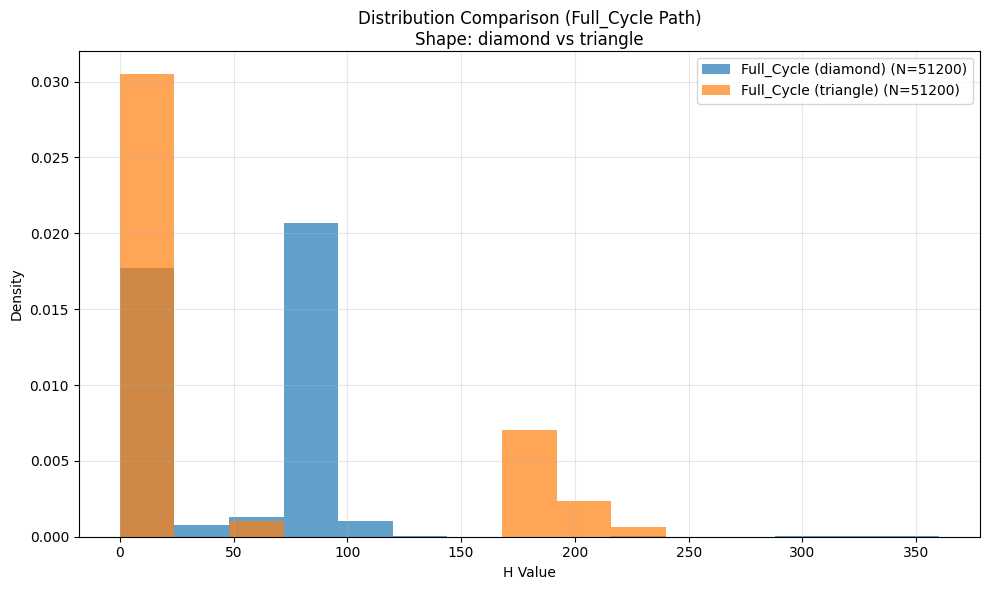 Distribution Comparison (Full_Cycle Path)
Shape: diamond vs triangle
Full_Cycle (diamond) (N=51200)
Full_Cycle (triangle) (N=51200)
Density
0.030
0.025
0.020
0.015
0.010
0.005
0.000
0 50 100 150 200 250 300 350
H Value